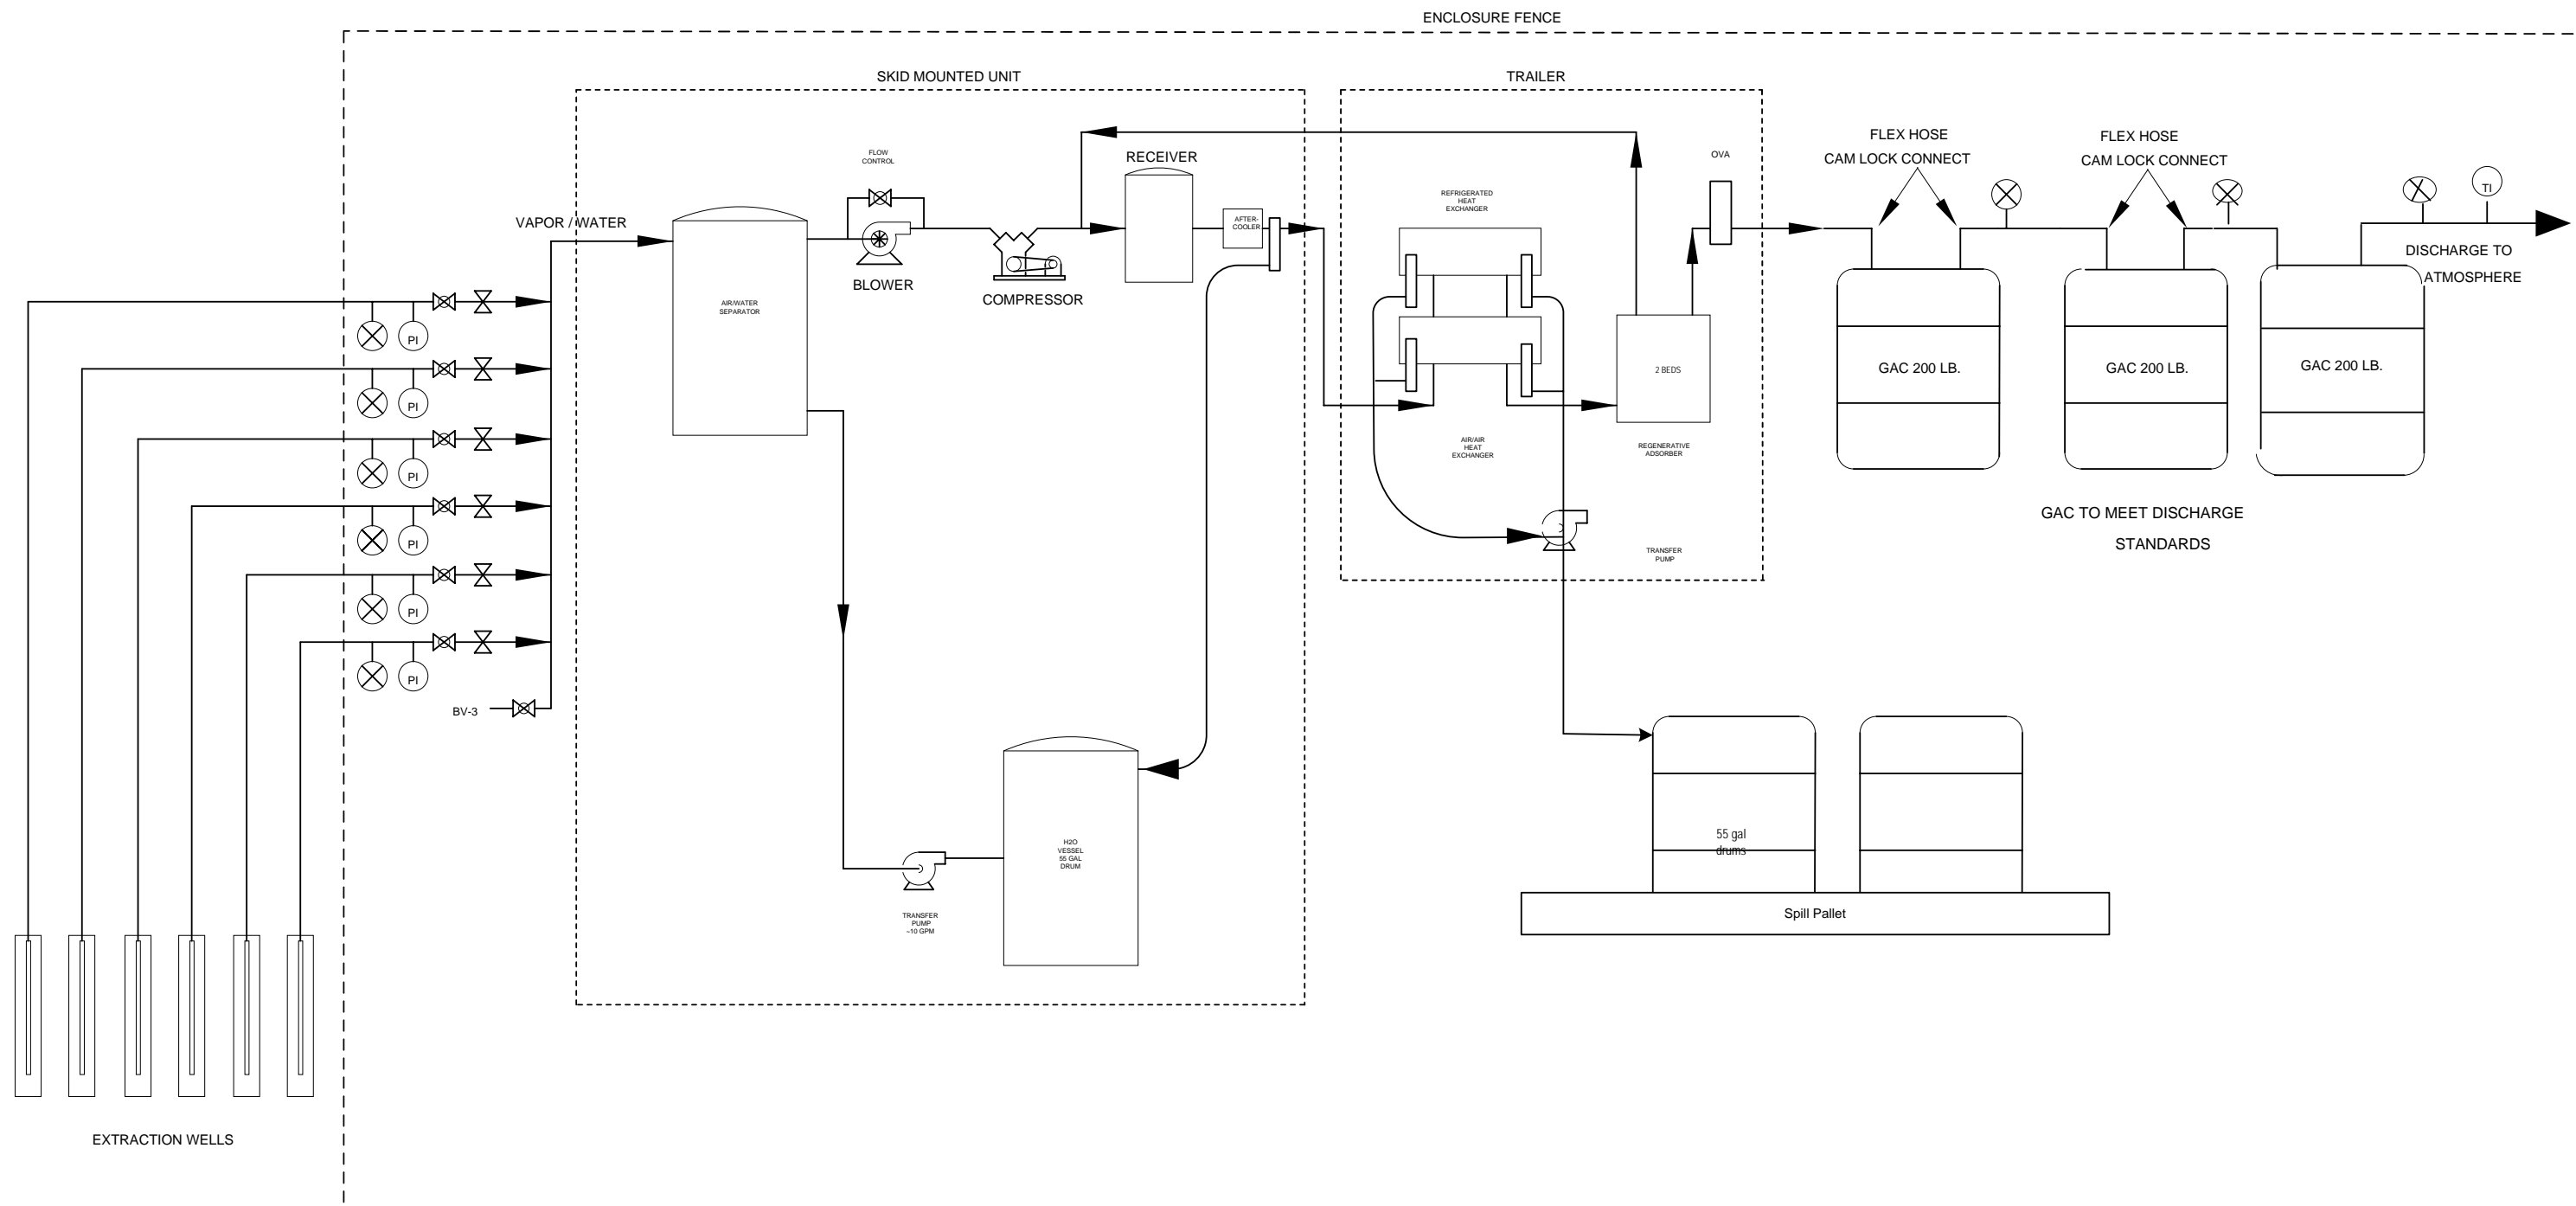 ENCLOSURE FENCE
SKID MOUNTED UNIT
TRAILER
FLEX HOSE
CAM LOCK CONNECT
FLEX HOSE
CAM LOCK CONNECT
FLOW
CONTROL
RECEIVER
OVA
REFRIGERATED
HEAT
EXCHANGER
TI
VAPOR / WATER
AFTER-
COOLER
DISCHARGE TO
ATMOSPHERE
BLOWER
COMPRESSOR
AIR/WATER
SEPARATOR
PI
PI
PI
PI
PI
PI
BV-3
2 BEDS
GAC 200 LB.
GAC 200 LB.
GAC 200 LB.
AIR/AIR
HEAT
EXCHANGER
REGENERATIVE
ADSORBER
GAC TO MEET DISCHARGE
STANDARDS
TRANSFER
PUMP
H2O
VESSEL
55 GAL
DRUM
55 gal
drums
TRANSFER
PUMP
~10 GPM
Spill Pallet
EXTRACTION WELLS